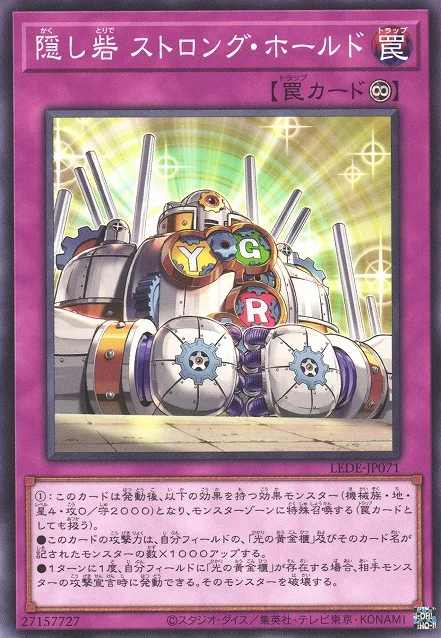 隠し砦 ストロング・ホールド 罠
【罠カード】
Y G
R
LEDE-JP071
①：このカードは発動後、以下の効果を持つ効果モンスター（機械族・地・
星4・攻0／守2000）となり、モンスターゾーンに特殊召喚する（罠カード
としても扱う）。
●このカードの攻撃力は、自分フィールドの、「光の黄金櫃」及びそのカード名が
記されたモンスターの数×1000アップする。
●1ターンに1度、自分フィールドに「光の黄金櫃」が存在する場合、相手モンス
ターの攻撃宣言時に発動できる。そのモンスターを破壊する。
27157727
©スタジオ・ダイス／集英社・テレビ東京・KONAMI